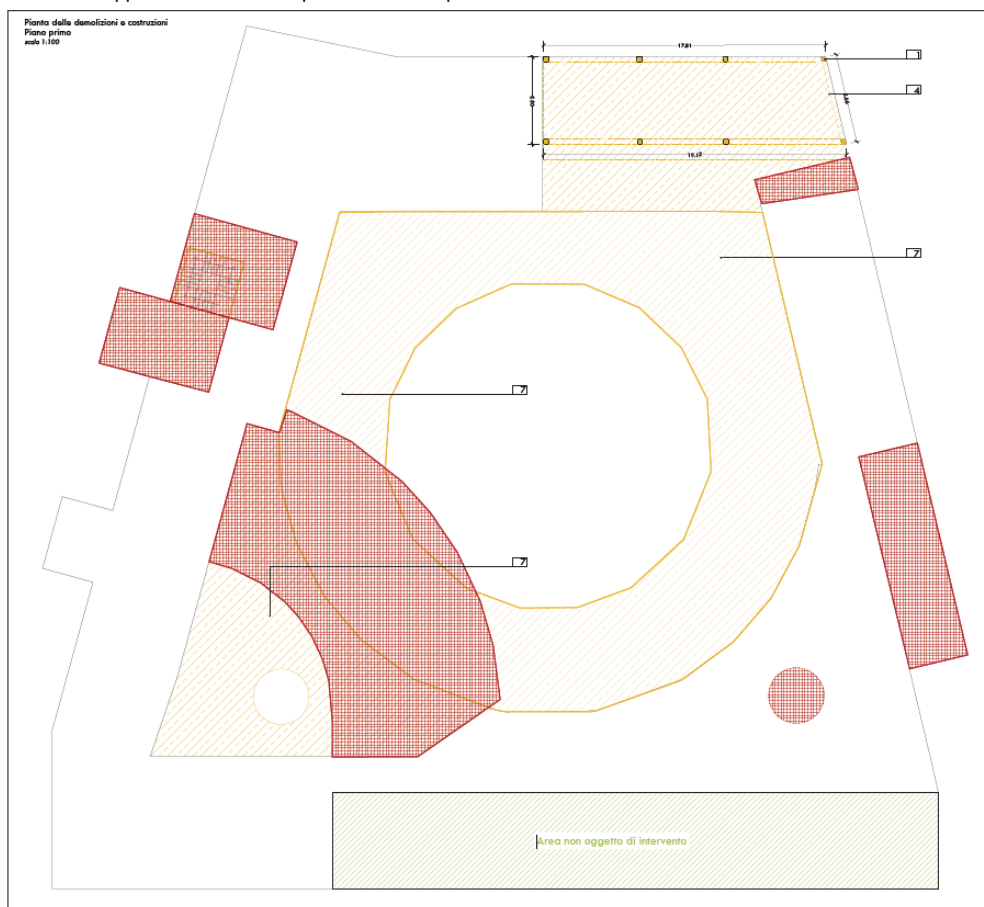 Pianta delle demolizioni e costruzioni
Piano primo
scala 1:100
17.81
1
4
7
7
7
Area non oggetto di intervento